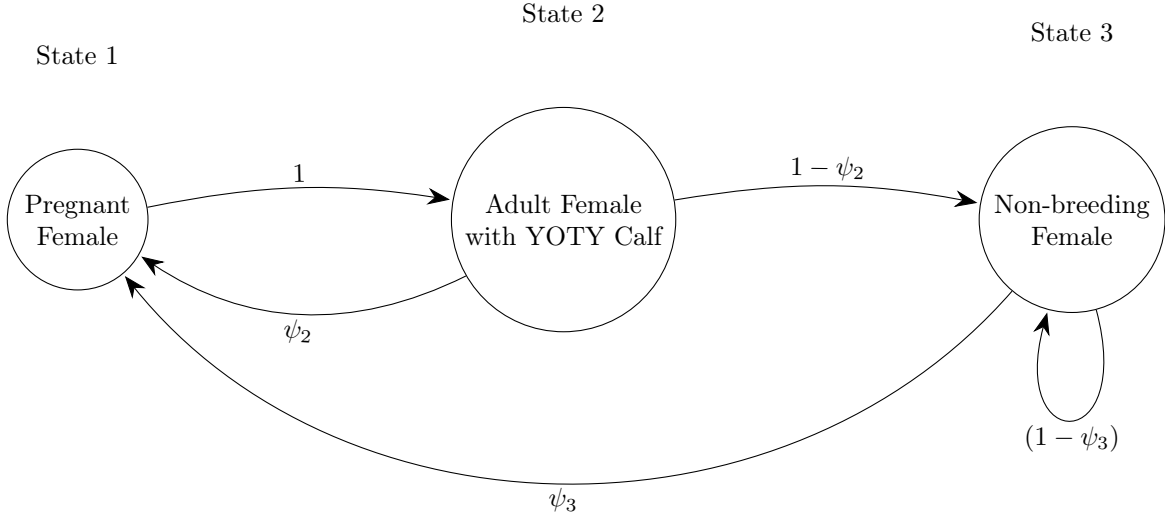 State 1
State 2
State 3
Pregnant
Female
1
Adult Female
with YOTY Calf
1 − ψ₂
Non-breeding
Female
ψ₂
(1 − ψ₃)
ψ₃